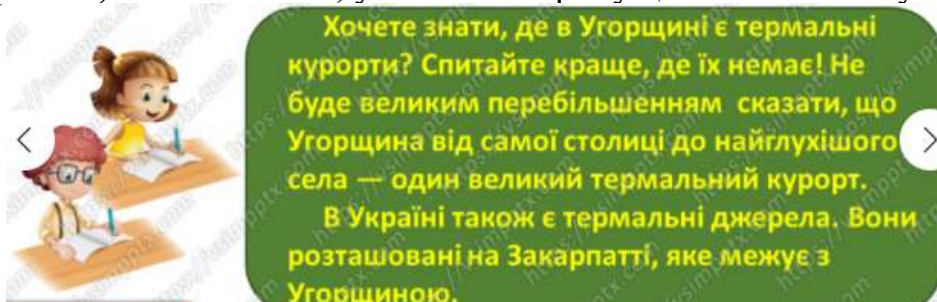 Хочете знати, де в Угорщині є термальні
курорти? Спитайте краще, де їх немає! Не
буде великим перебільшенням сказати, що
Угорщина від самої столиці до найглухішого
села — один великий термальний курорт.
В Україні також є термальні джерела. Вони
розташовані на Закарпатті, яке межує з
Угорщиною.